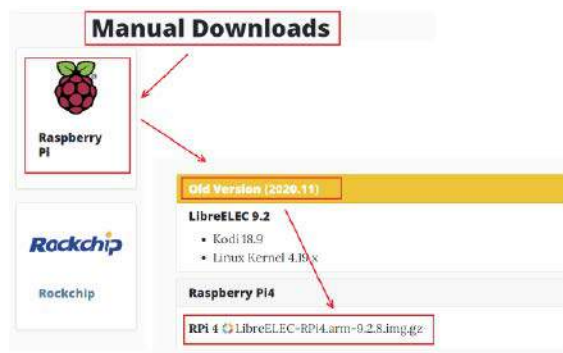 Manual Downloads
Raspberry
Pi
Old Version (2020.11)
LibreELEC 9.2
• Kodi 18.9
• Linux Kernel 4.19.x
Rockchip
Rockchip
Raspberry Pi4
RPi 4 LibreELEC-RPi4.arm-9.2.8.img.gz